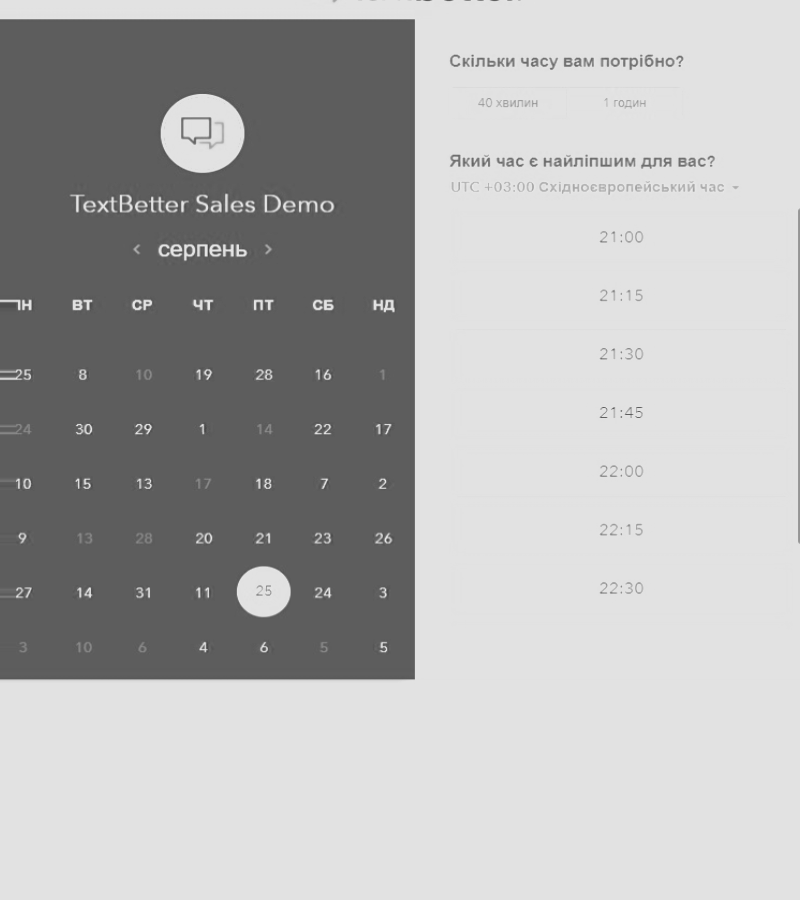 TextBetter Sales Demo
< серпень >
ВТ СР ЧТ ПТ СБ НД
25 8 10 19 28 16 1
24 30 29 1 14 22 17
10 15 13 17 18 7 2
9 13 28 20 21 23 26
27 14 31 11 25 24 3
3 10 6 4 6 5 5
Скільки часу вам потрібно?
40 хвилин 1 годин
Який час є найліпшим для вас?
UTC +03:00 Східноєвропейський час
21:00
21:15
21:30
21:45
22:00
22:15
22:30